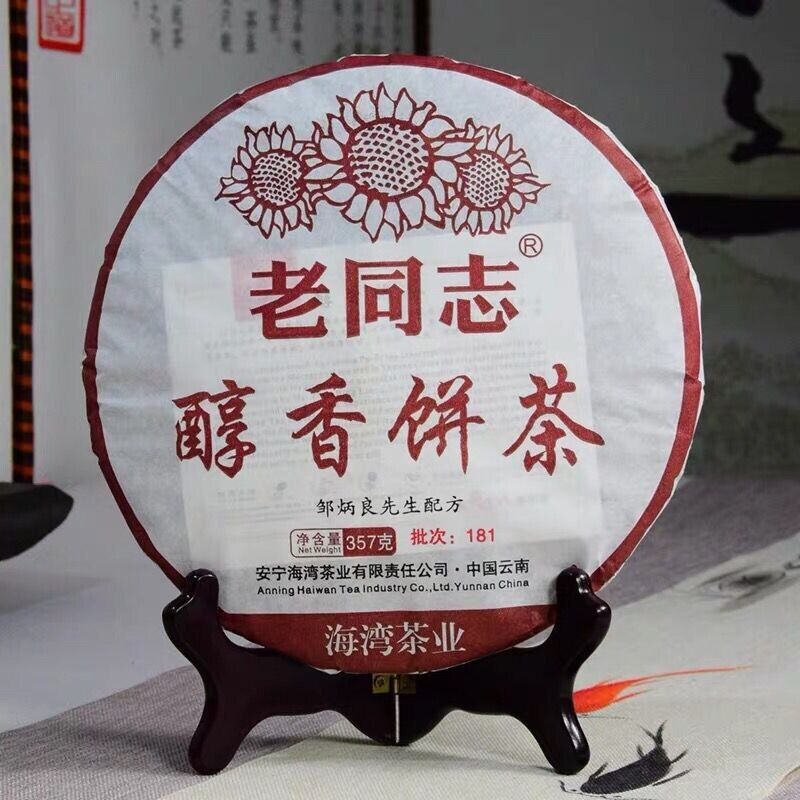 老同志®
醇香饼茶
邹炳良先生配方
净含量 357克 批次：181
Net Weight
安宁海湾茶业有限责任公司·中国云南
Anning Haiwan Tea Industry Co.,Ltd.Yunnan China
海湾茶业